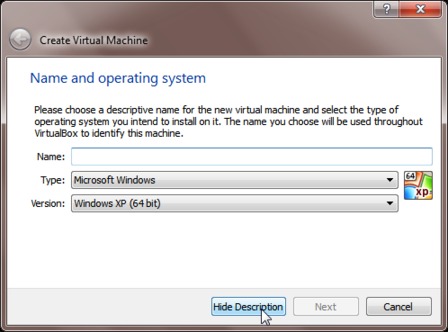 ?
X
Create Virtual Machine
Name and operating system
Please choose a descriptive name for the new virtual machine and select the type of
operating system you intend to install on it. The name you choose will be used throughout
VirtualBox to identify this machine.
Name:
Type: Microsoft Windows
64
xp
Version: Windows XP (64 bit)
Hide Description Next Cancel